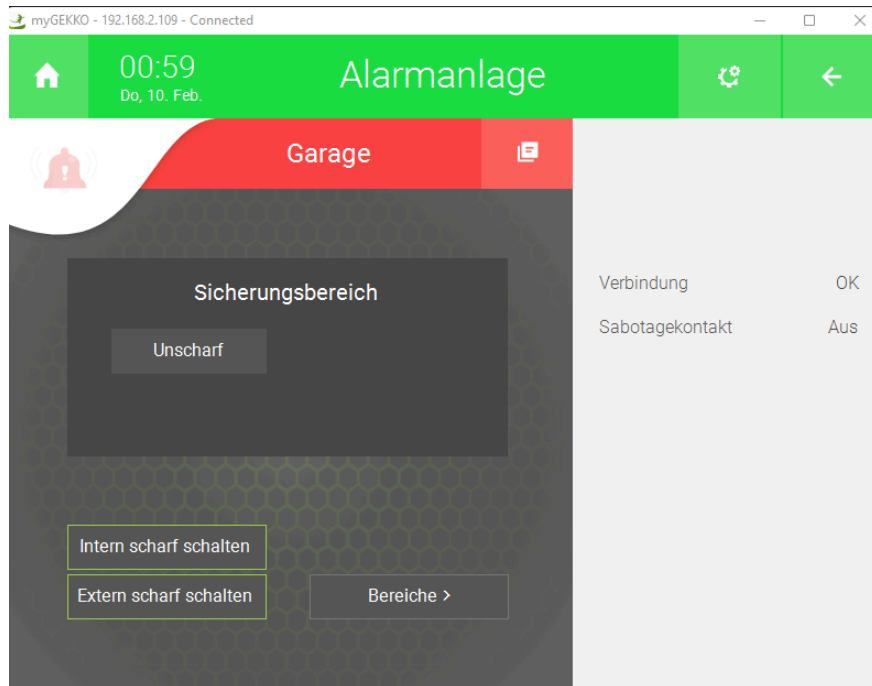 myGEKKO - 192.168.2.109 - Connected
00:59
Do, 10. Feb.
Alarmanlage
Garage
Sicherungsbereich
Unscharf
Intern scharf schalten
Extern scharf schalten
Bereiche >
Verbindung OK
Sabotagekontakt Aus